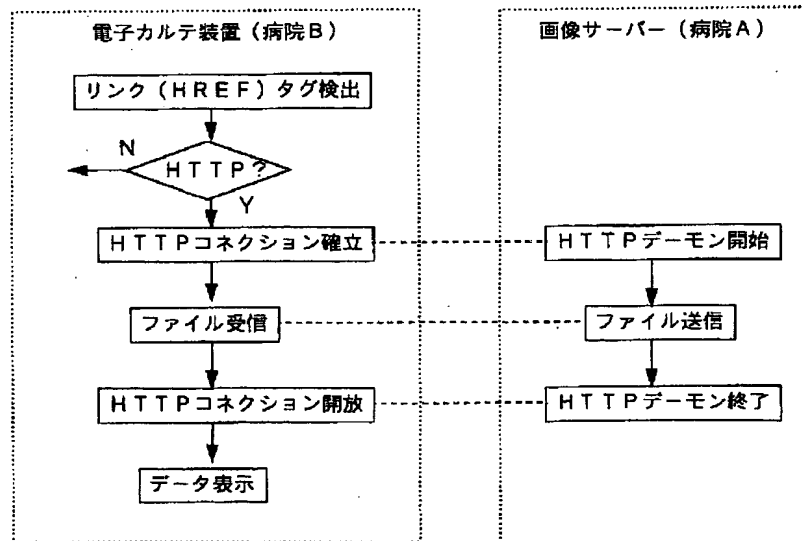 電子カルテ装置（病院Ｂ）
リンク（ＨＲＥＦ）タグ検出
Ｎ
ＨＴＴＰ？
Ｙ
ＨＴＴＰコネクション確立
ファイル受信
ＨＴＴＰコネクション開放
データ表示
画像サーバー（病院Ａ）
ＨＴＴＰデーモン開始
ファイル送信
ＨＴＴＰデーモン終了